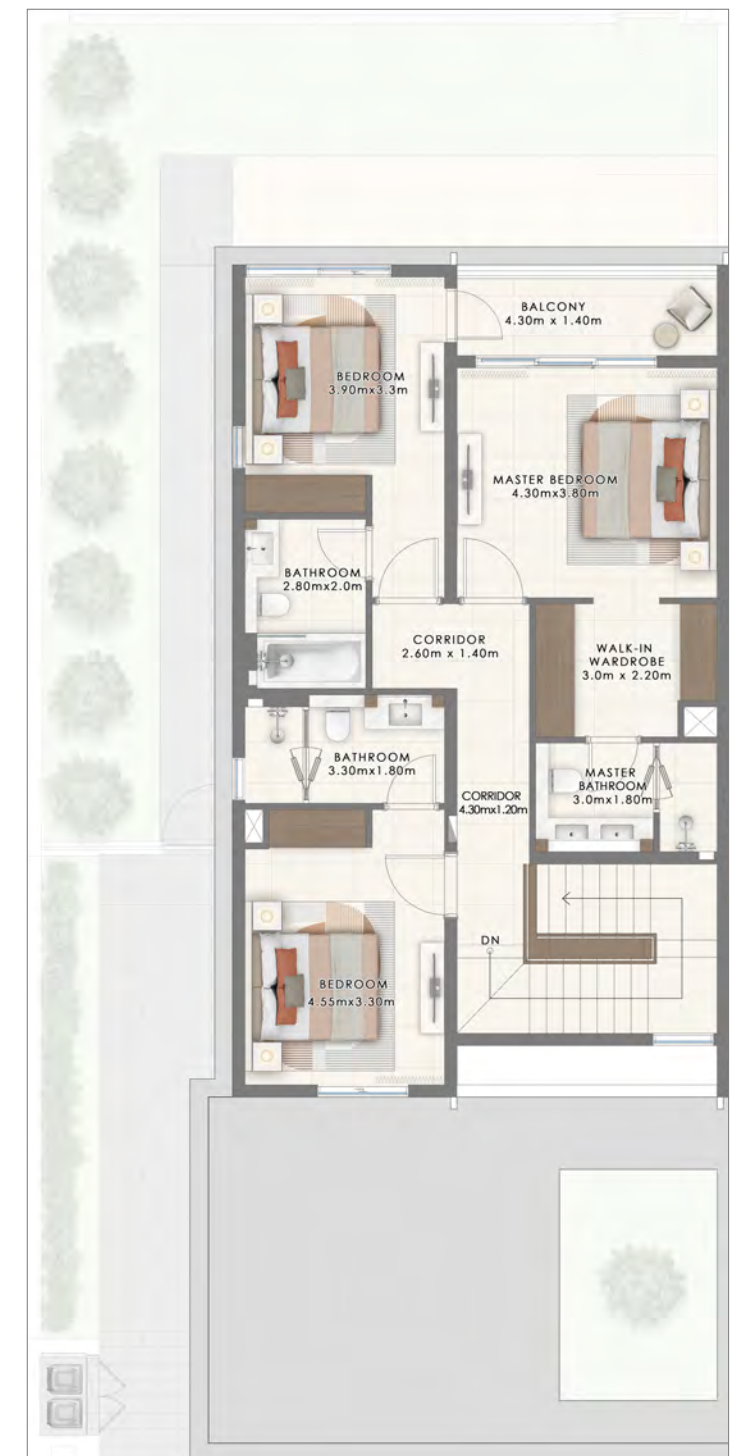 BALCONY
4.30m x 1.40m
BEDROOM
3.90mx3.3m
MASTER BEDROOM
4.30mx3.80m
BATHROOM
2.80mx2.0m
CORRIDOR
2.60m x 1.40m
WALK-IN
WARDROBE
3.0m x 2.20m
BATHROOM
3.30mx1.80m
MASTER
BATHROOM
3.0mx1.80m
CORRIDOR
4.30mx1.20m
DN
BEDROOM
4.55mx3.30m